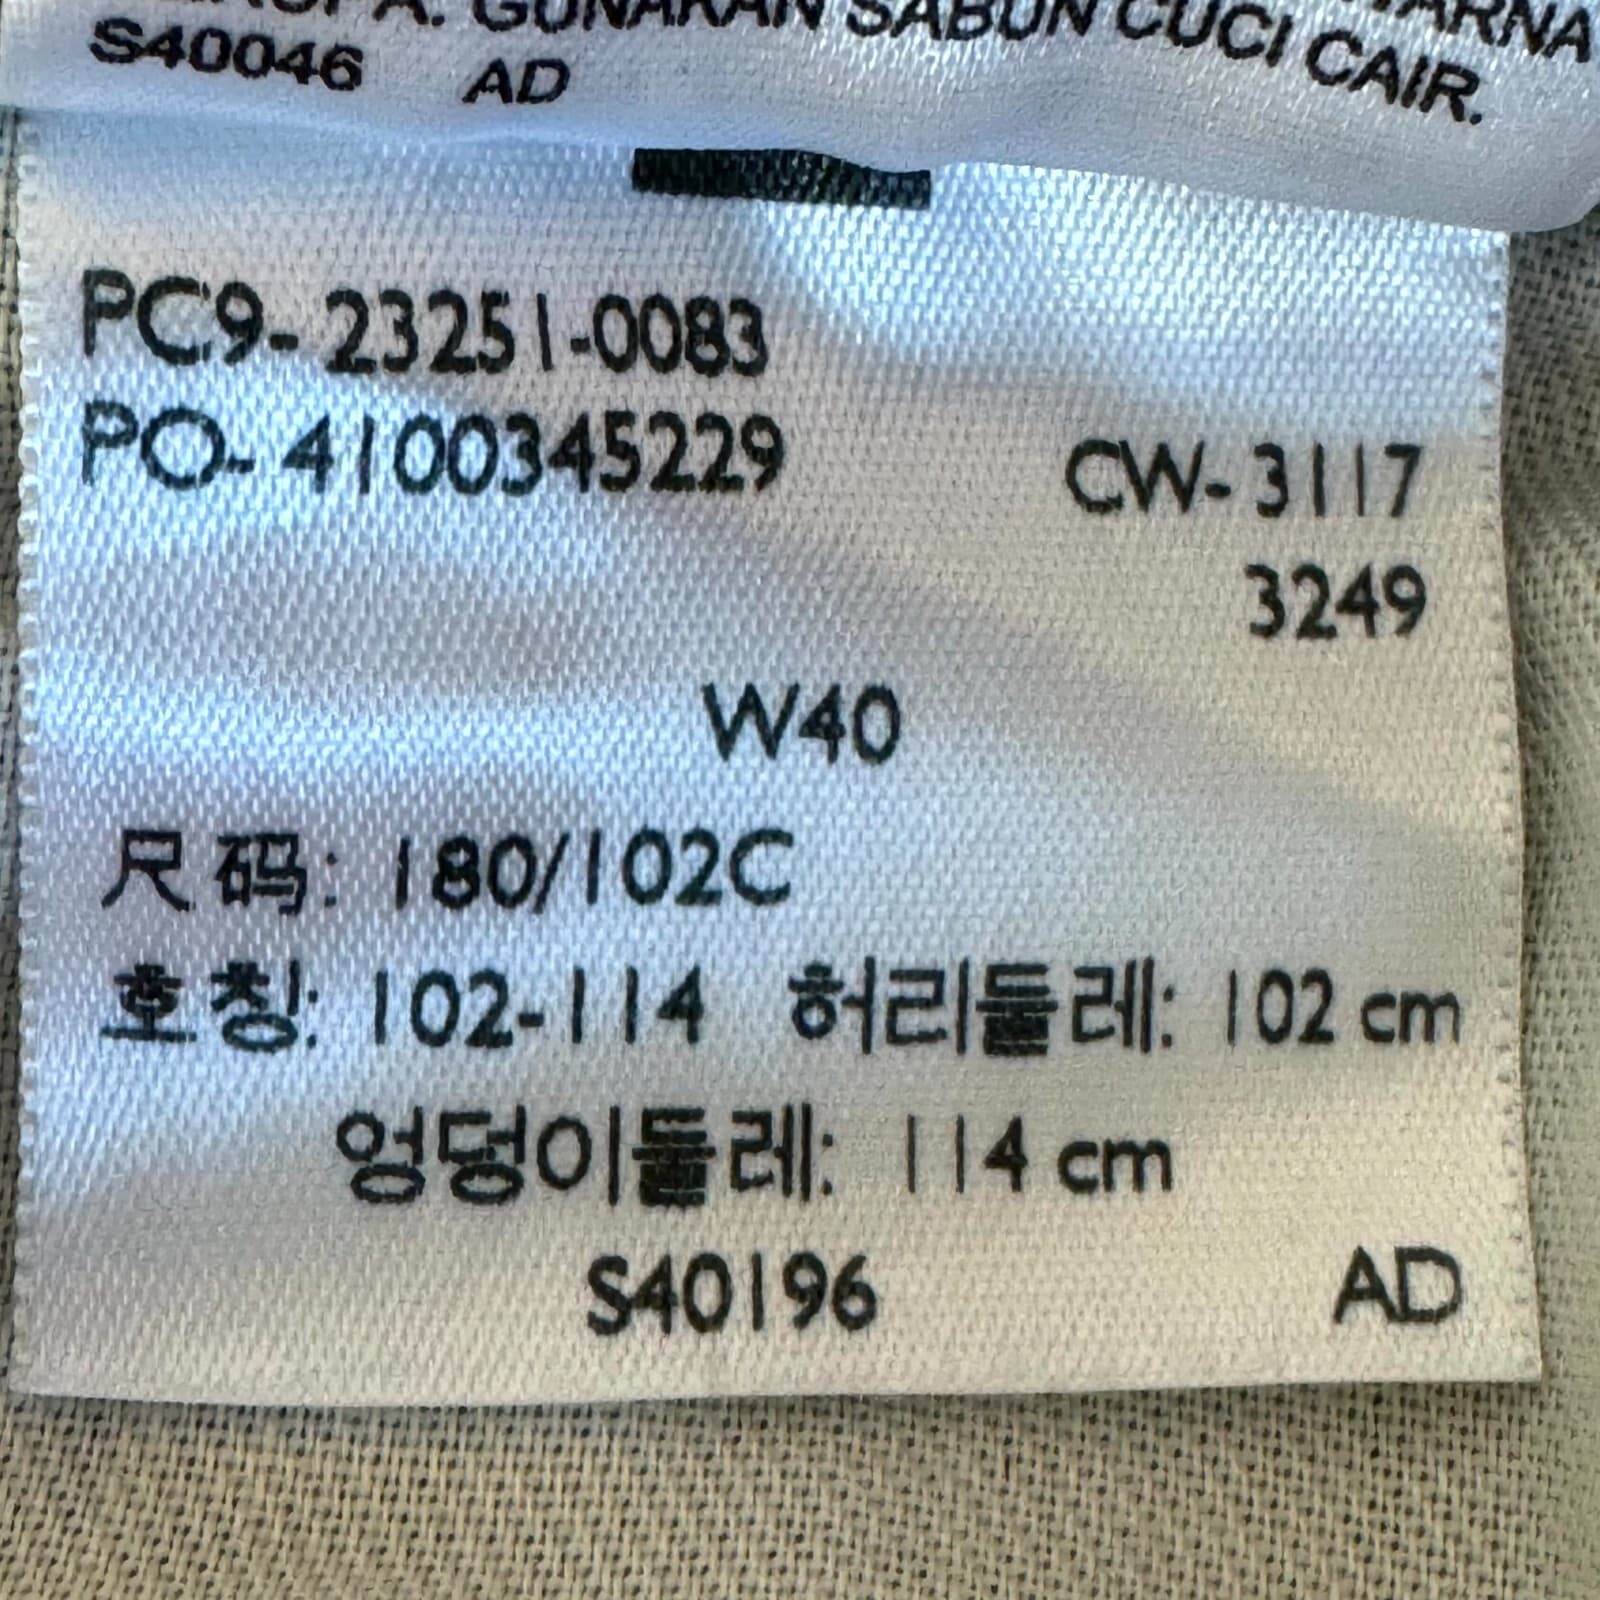 GUNAKAN SABUN CUCI CAIR.
S40046 AD
PC9-23251-0083
PO-4100345229 CW-3117
3249
W40
尺码: 180/102C
호칭: 102-114 허리둘레: 102 cm
엉덩이둘레: 114 cm
S40196 AD